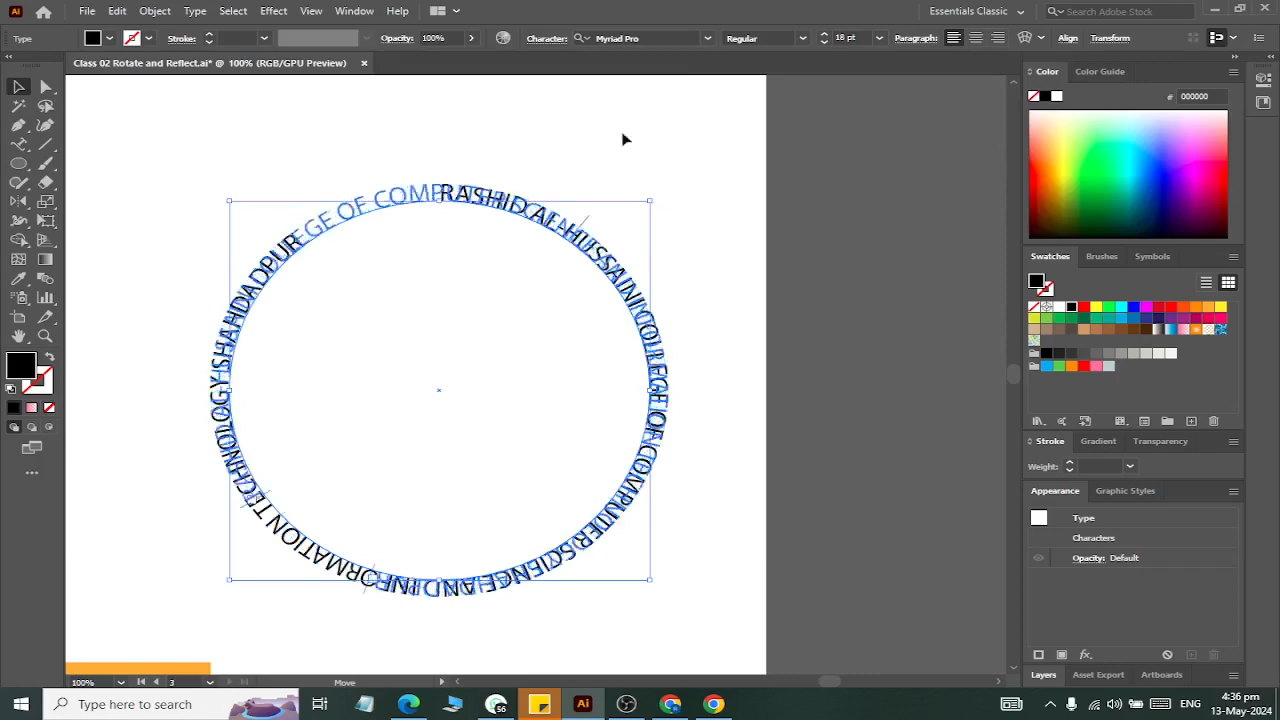 File Edit Object Type Select Effect View Window Help
Essentials Classic
Search Adobe Stock
Type
Stroke:
Opacity: 100%
Character: Myriad Pro
Regular
18 pt
Paragraph:
Align
Transform
Class 02 Rotate and Reflect.ai* @ 100% (RGB/GPU Preview)
Color
Color Guide
# 000000
Swatches
Brushes
Symbols
Stroke
Gradient
Transparency
Weight:
Appearance
Graphic Styles
Type
Characters
Opacity: Default
Layers
Asset Export
Artboards
RASHID AL-HUSSAINI COLLEGE OF COMPUTER SCIENCE AND INFORMATION TECHNOLOGY SHAHDADPUR
100%
3
Move
Type here to search
56
ENG
4:36 pm
13-May-2024